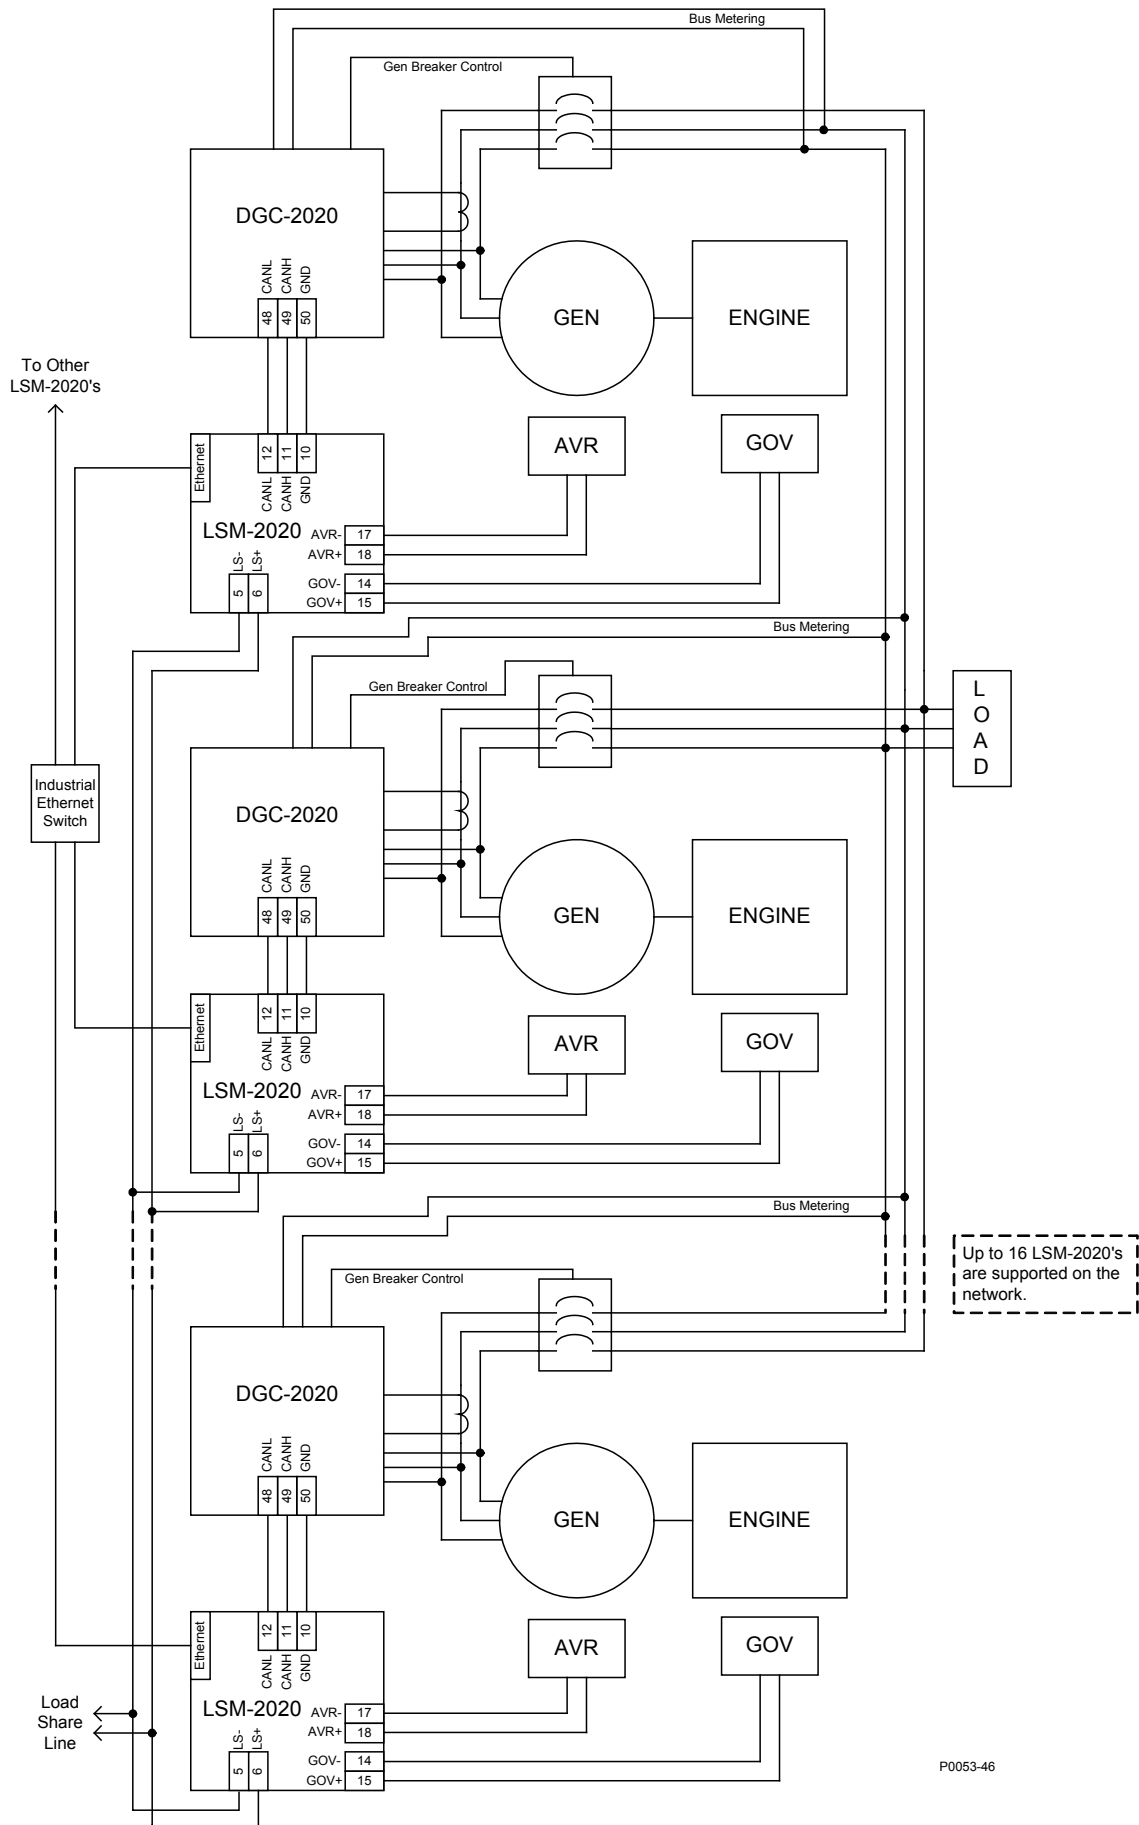 Bus Metering
Gen Breaker Control
DGC-2020
CANL
CANH
GND
48
49
50
GEN
ENGINE
To Other
LSM-2020's
AVR
GOV
Ethernet
12
11
10
CANL
CANH
GND
LSM-2020
AVR- 17
AVR+ 18
GOV- 14
GOV+ 15
LS-
LS+
5
6
Bus Metering
Gen Breaker Control
L
O
A
D
Industrial
Ethernet
Switch
DGC-2020
CANL
CANH
GND
48
49
50
GEN
ENGINE
AVR
GOV
Ethernet
12
11
10
CANL
CANH
GND
LSM-2020
AVR- 17
AVR+ 18
GOV- 14
GOV+ 15
LS-
LS+
5
6
Bus Metering
Gen Breaker Control
Up to 16 LSM-2020's
are supported on the
network.
DGC-2020
CANL
CANH
GND
48
49
50
GEN
ENGINE
AVR
GOV
Ethernet
12
11
10
CANL
CANH
GND
LSM-2020
AVR- 17
AVR+ 18
GOV- 14
GOV+ 15
LS-
LS+
5
6
Load
Share
Line
P0053-46